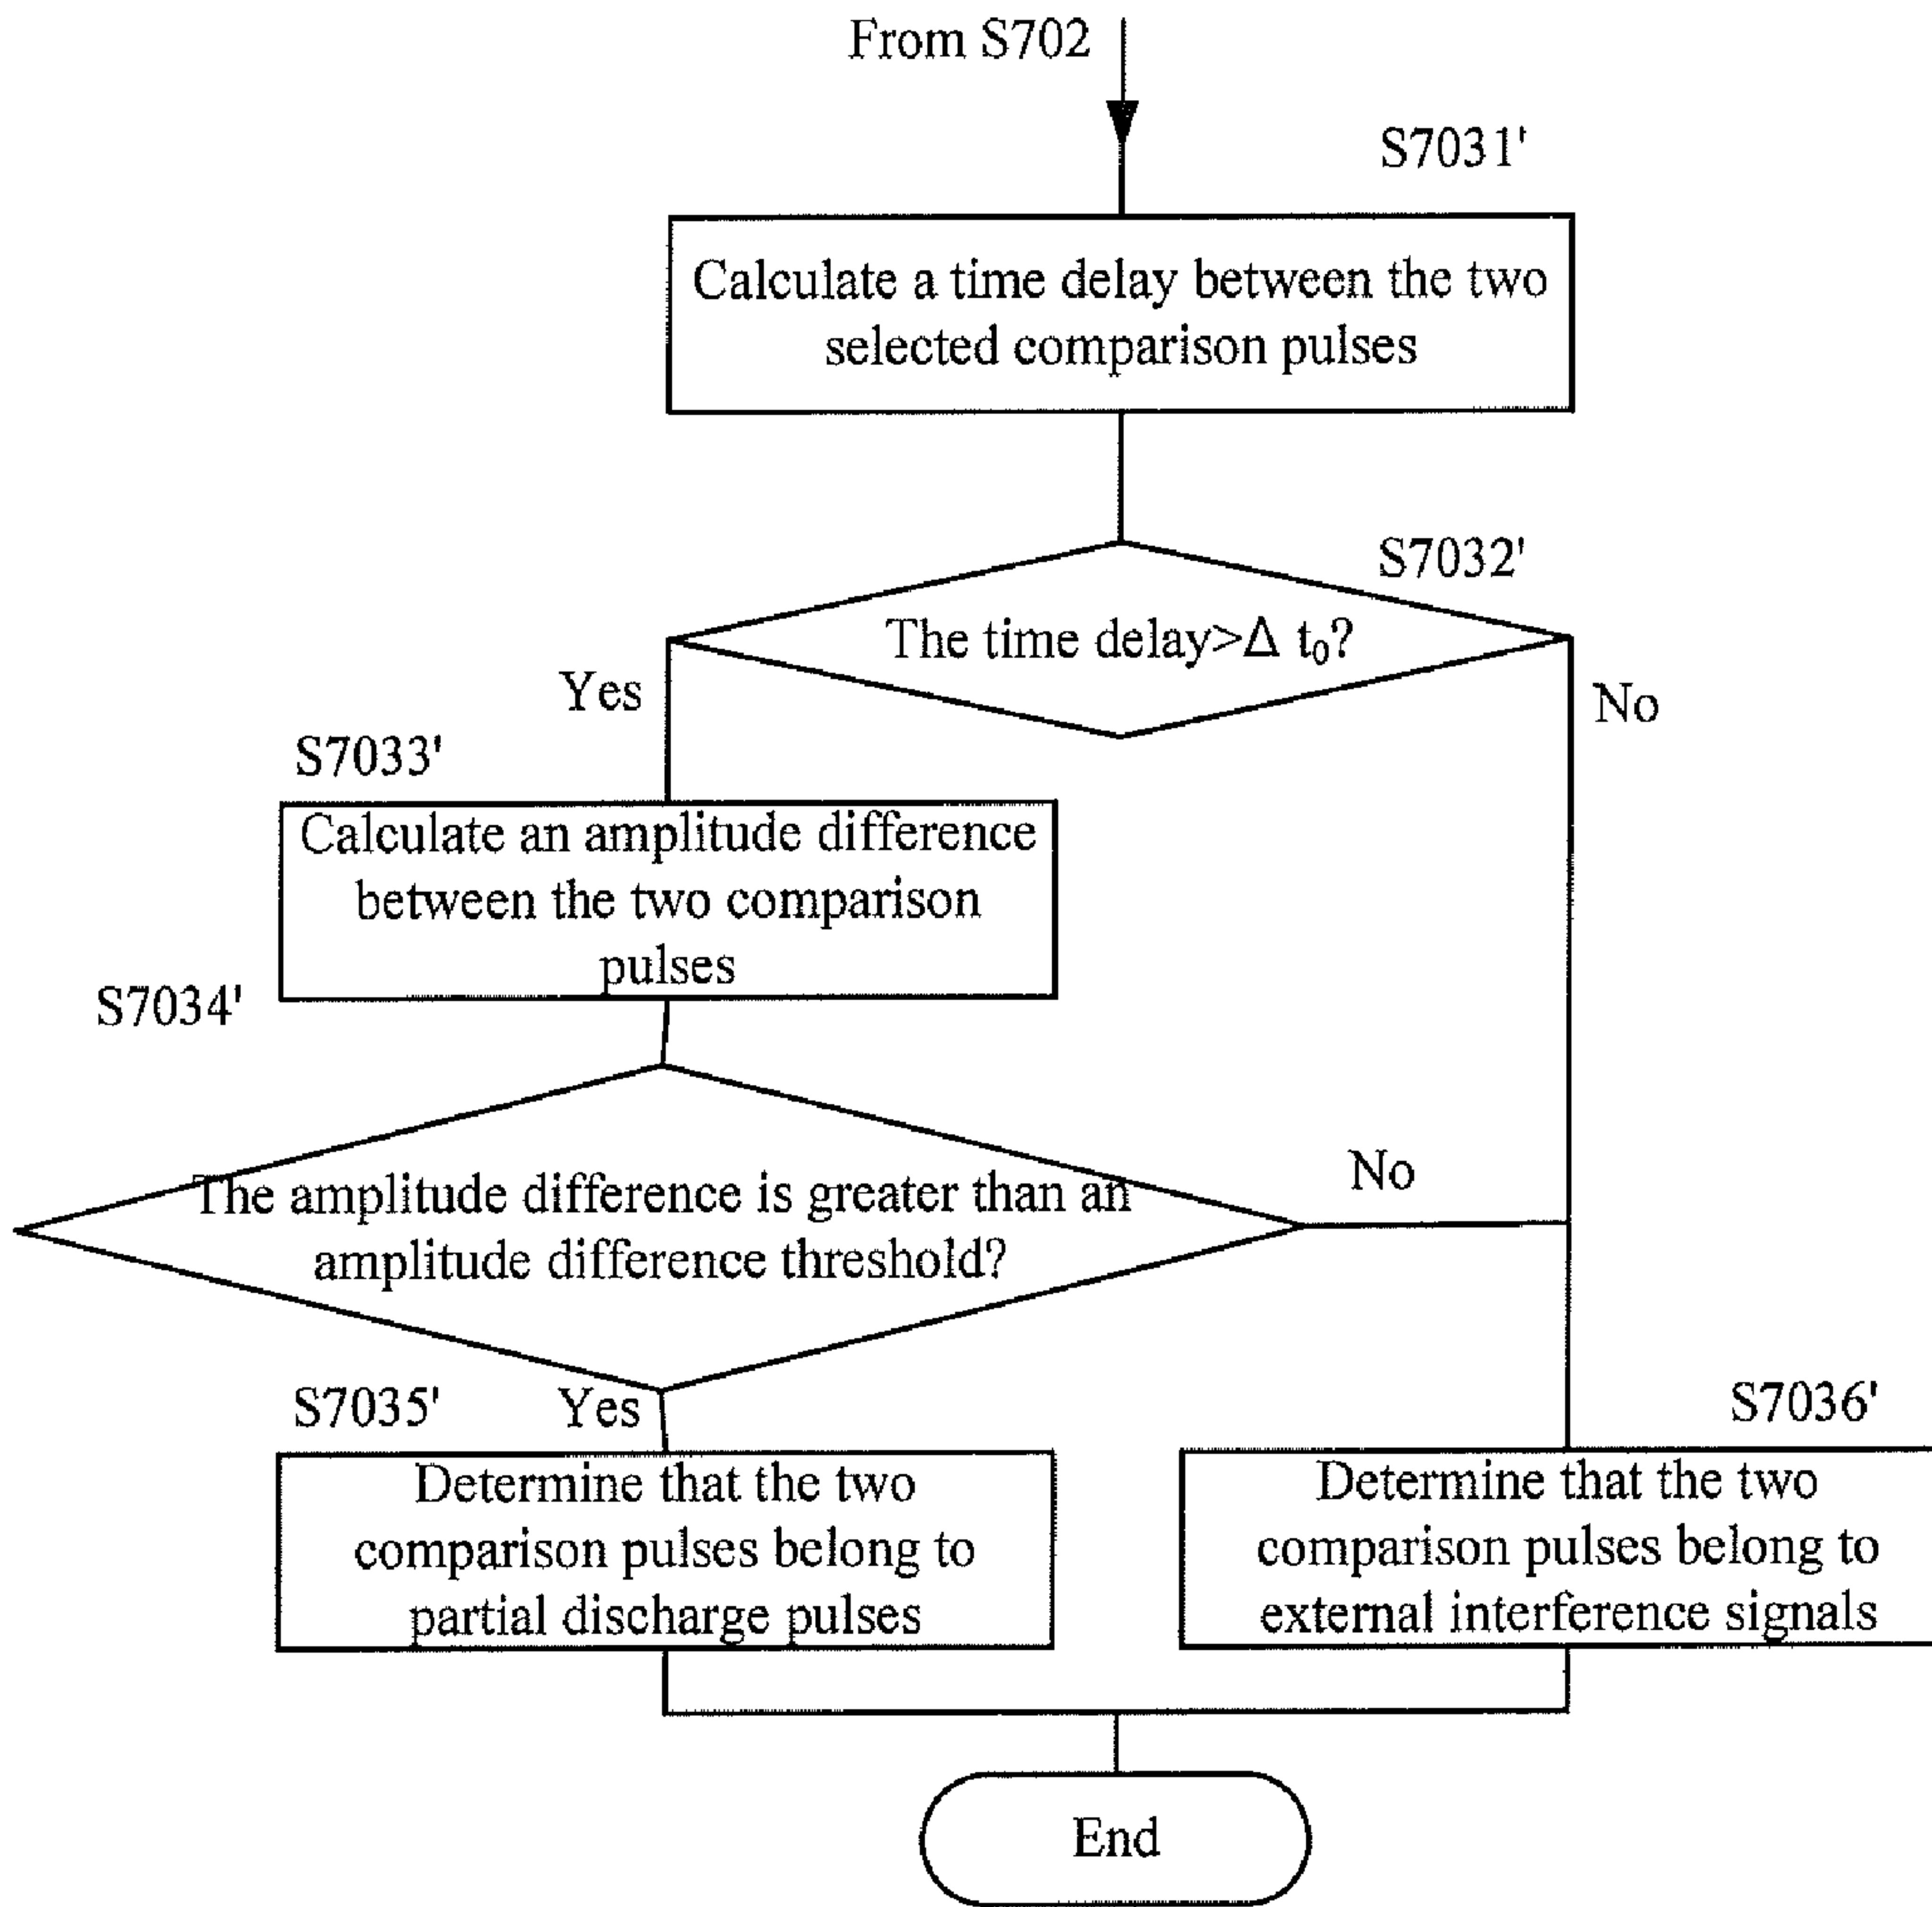 From S702
S7031'
Calculate a time delay between the two
selected comparison pulses
S7032'
The time delay>Δ t₀?
Yes
No
S7033'
Calculate an amplitude difference
between the two comparison
pulses
S7034'
The amplitude difference is greater than an
amplitude difference threshold?
No
S7035'
Yes
S7036'
Determine that the two
comparison pulses belong to
partial discharge pulses
Determine that the two
comparison pulses belong to
external interference signals
End